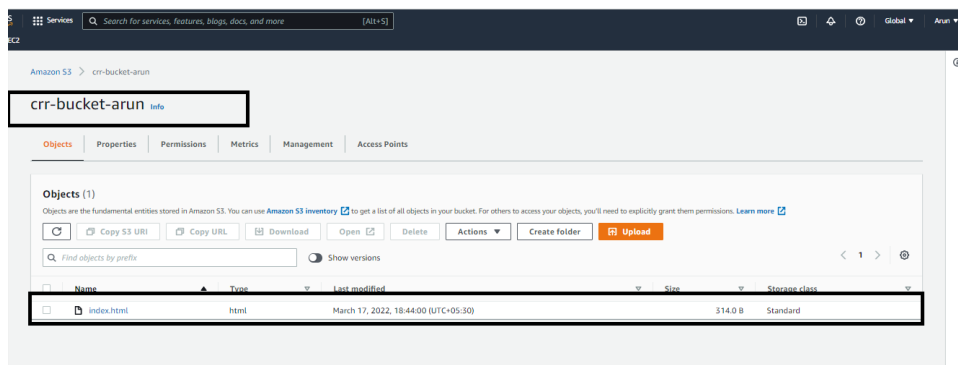 Services Search for services, features, blogs, docs, and more [Alt+S] Global Arun
EC2
Amazon S3 > crr-bucket-arun
crr-bucket-arun Info
Objects Properties Permissions Metrics Management Access Points
Objects (1)
Objects are the fundamental entities stored in Amazon S3. You can use Amazon S3 inventory to get a list of all objects in your bucket. For others to access your objects, you'll need to explicitly grant them permissions. Learn more
Copy S3 URI Copy URL Download Open Delete Actions Create folder Upload
Find objects by prefix Show versions < 1 >
Name Type Last modified Size Storage class
index.html html March 17, 2022, 18:44:00 (UTC+05:30) 314.0 B Standard